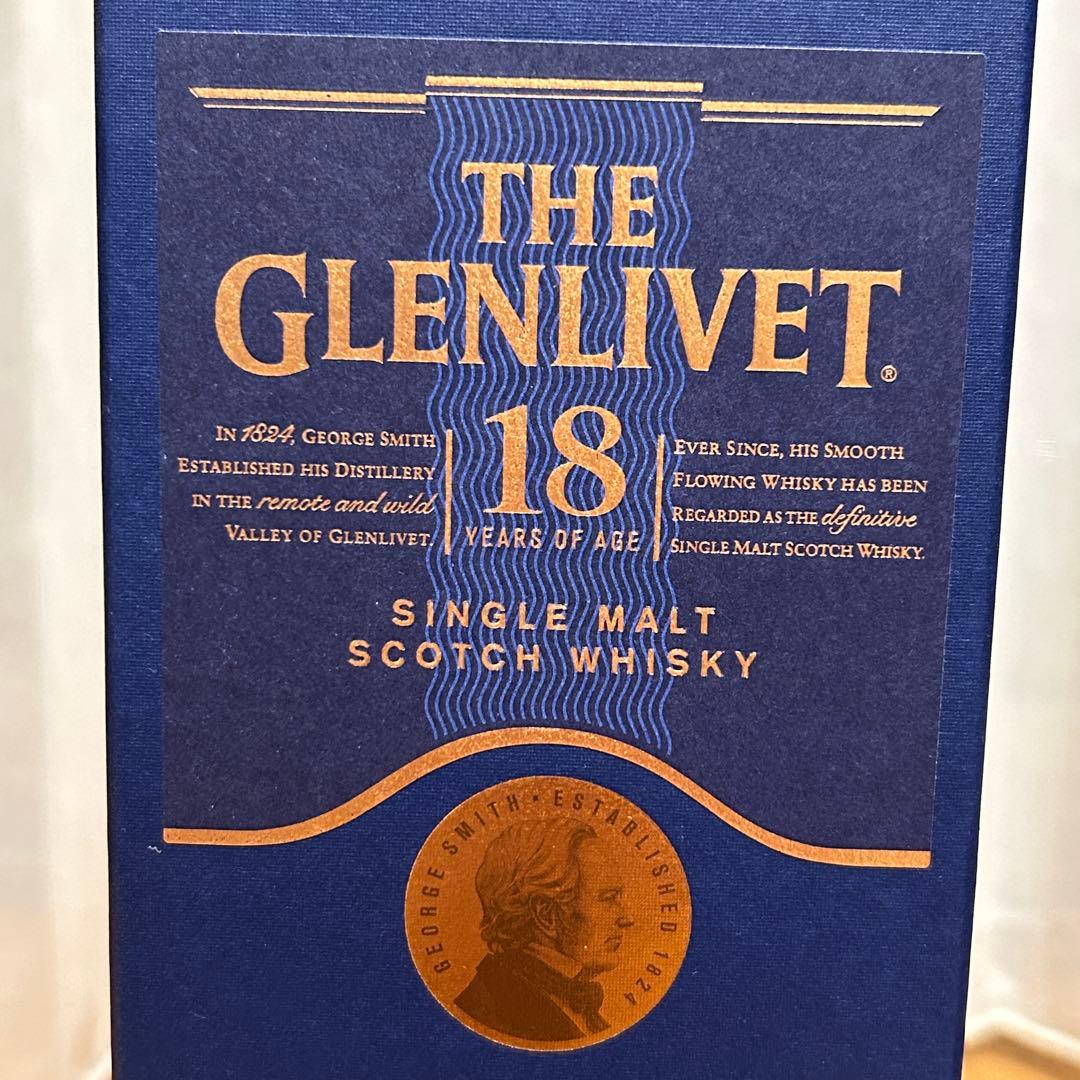 THE
GLENLIVET®
IN 1824, GEORGE SMITH
ESTABLISHED HIS DISTILLERY
IN THE remote and wild
VALLEY OF GLENLIVET.
18
YEARS OF AGE
EVER SINCE, HIS SMOOTH
FLOWING WHISKY HAS BEEN
REGARDED AS THE definitive
SINGLE MALT SCOTCH WHISKY.
SINGLE MALT
SCOTCH WHISKY
GEORGE SMITH · ESTABLISHED 1824